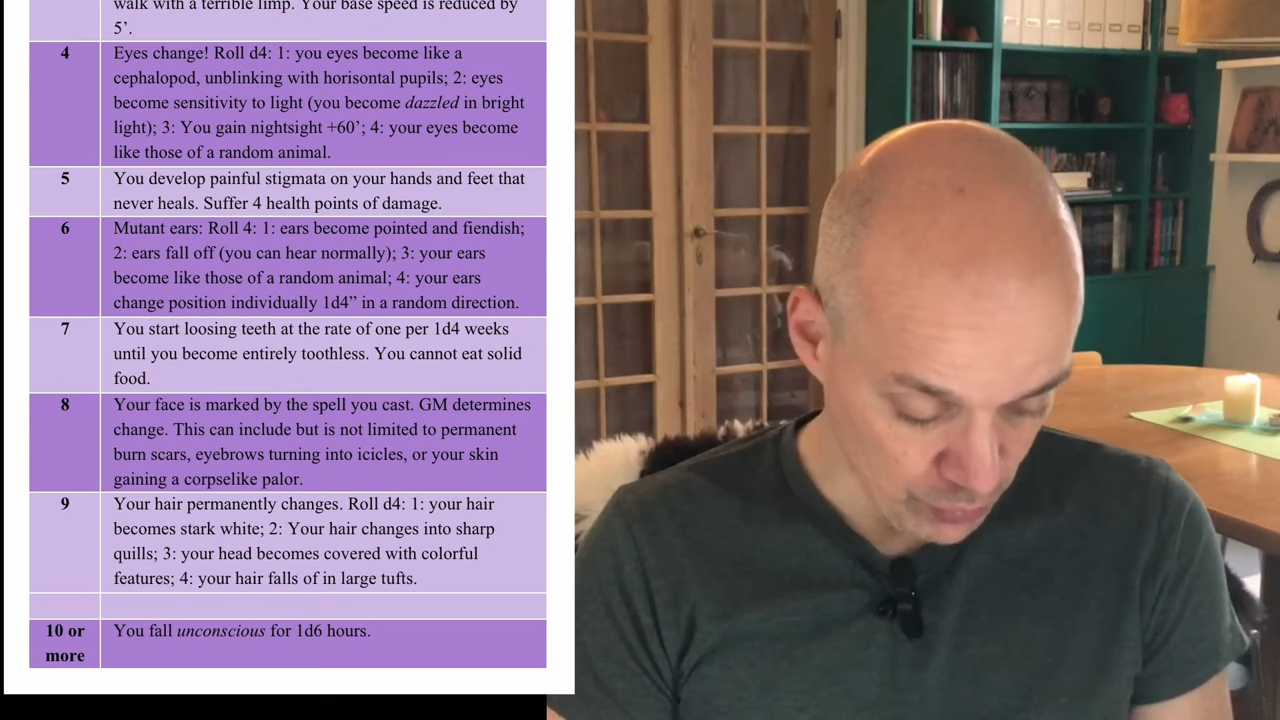 walk with a terrible limp. Your base speed is reduced by
5’.
4 Eyes change! Roll d4: 1: you eyes become like a
cephalopod, unblinking with horisontal pupils; 2: eyes
become sensitivity to light (you become dazzled in bright
light); 3: You gain nightsight +60’; 4: your eyes become
like those of a random animal.
5 You develop painful stigmata on your hands and feet that
never heals. Suffer 4 health points of damage.
6 Mutant ears: Roll 4: 1: ears become pointed and fiendish;
2: ears fall off (you can hear normally); 3: your ears
become like those of a random animal; 4: your ears
change position individually 1d4” in a random direction.
7 You start loosing teeth at the rate of one per 1d4 weeks
until you become entirely toothless. You cannot eat solid
food.
8 Your face is marked by the spell you cast. GM determines
change. This can include but is not limited to permanent
burn scars, eyebrows turning into icicles, or your skin
gaining a corpselike palor.
9 Your hair permanently changes. Roll d4: 1: your hair
becomes stark white; 2: Your hair changes into sharp
quills; 3: your head becomes covered with colorful
features; 4: your hair falls of in large tufts.
10 or You fall unconscious for 1d6 hours.
more